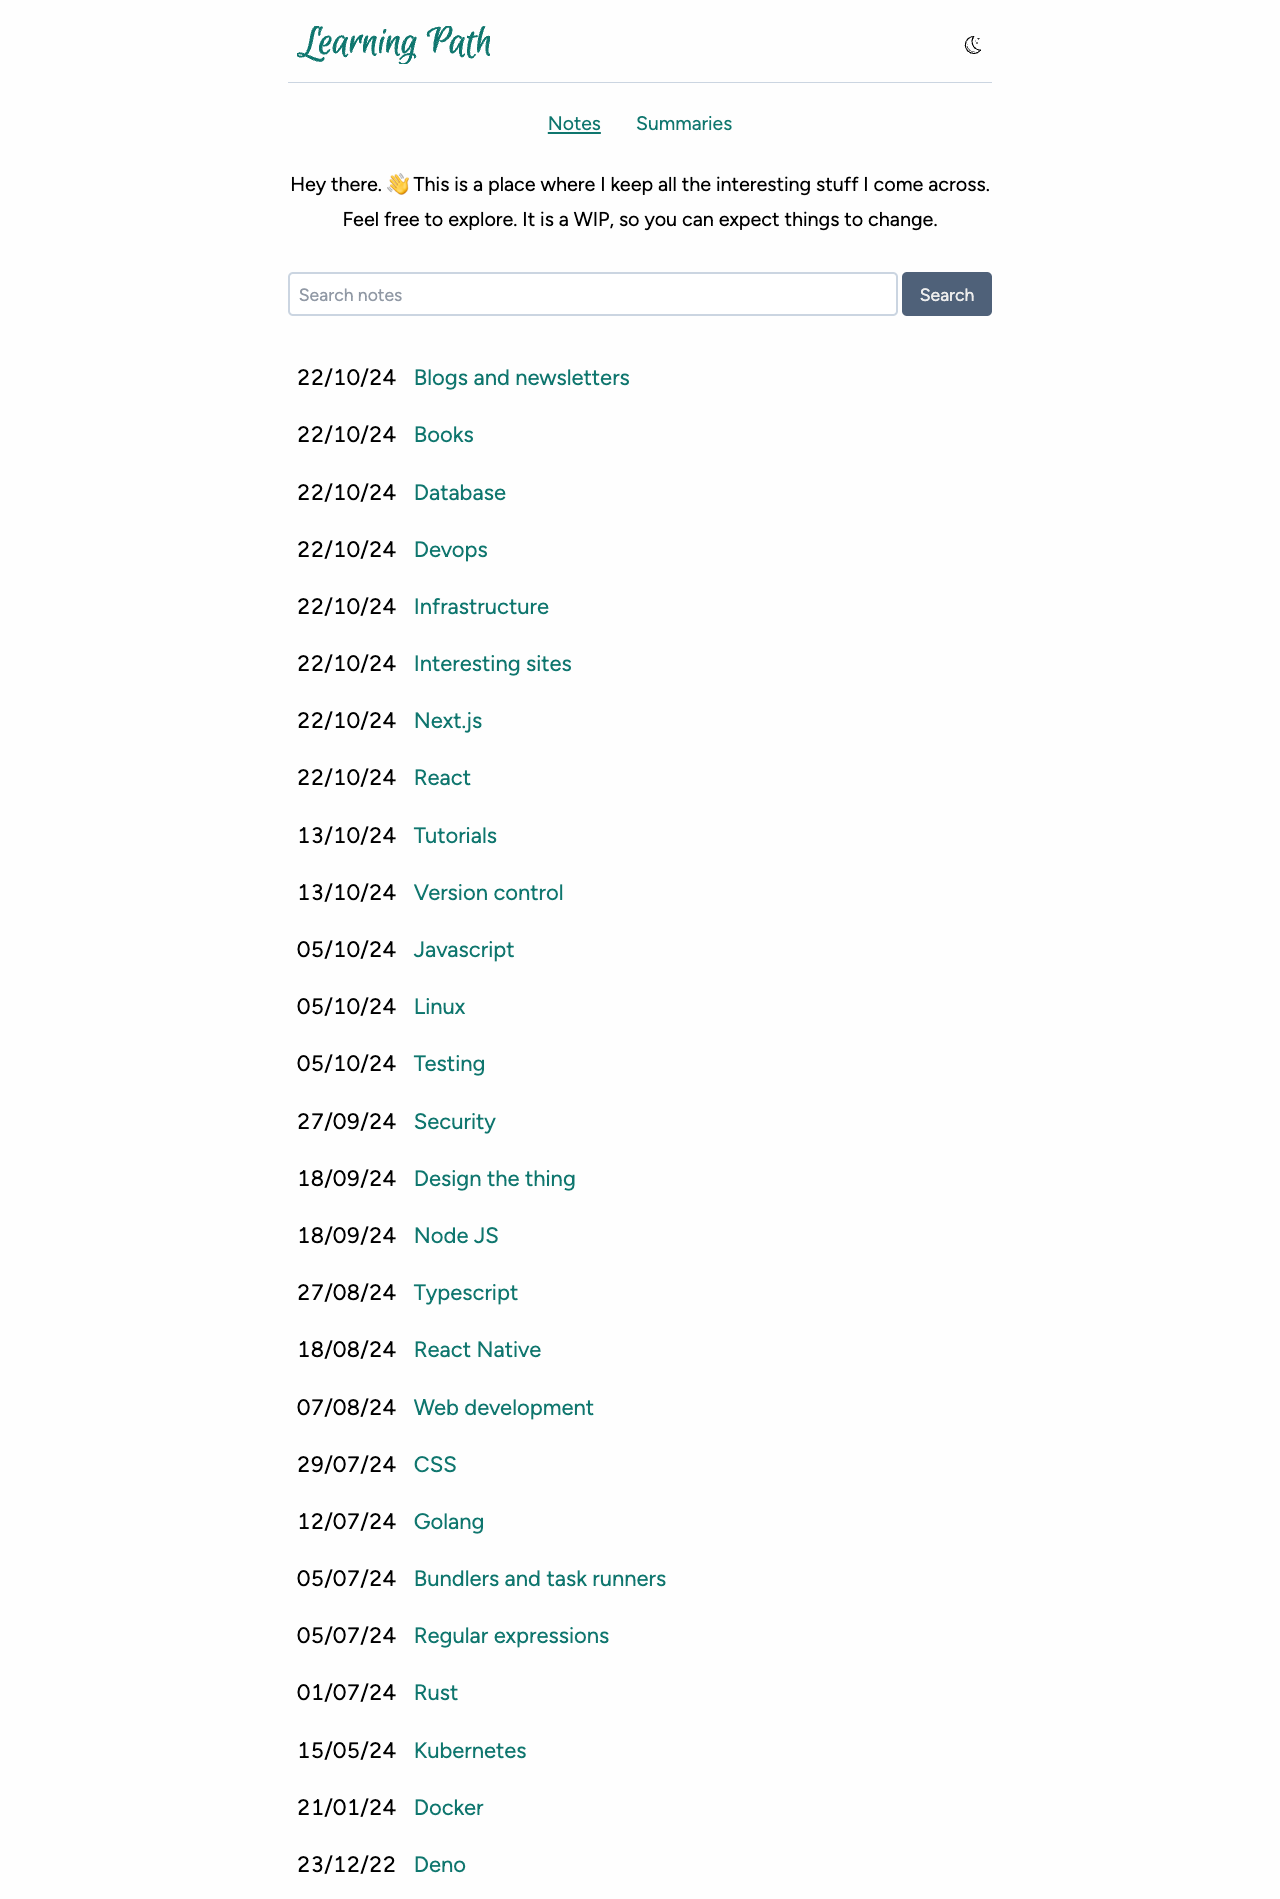 Learning Path
Notes Summaries
Hey there. 👋 This is a place where I keep all the interesting stuff I come across.
Feel free to explore. It is a WIP, so you can expect things to change.
Search notes Search
22/10/24 Blogs and newsletters
22/10/24 Books
22/10/24 Database
22/10/24 Devops
22/10/24 Infrastructure
22/10/24 Interesting sites
22/10/24 Next.js
22/10/24 React
13/10/24 Tutorials
13/10/24 Version control
05/10/24 Javascript
05/10/24 Linux
05/10/24 Testing
27/09/24 Security
18/09/24 Design the thing
18/09/24 Node JS
27/08/24 Typescript
18/08/24 React Native
07/08/24 Web development
29/07/24 CSS
12/07/24 Golang
05/07/24 Bundlers and task runners
05/07/24 Regular expressions
01/07/24 Rust
15/05/24 Kubernetes
21/01/24 Docker
23/12/22 Deno